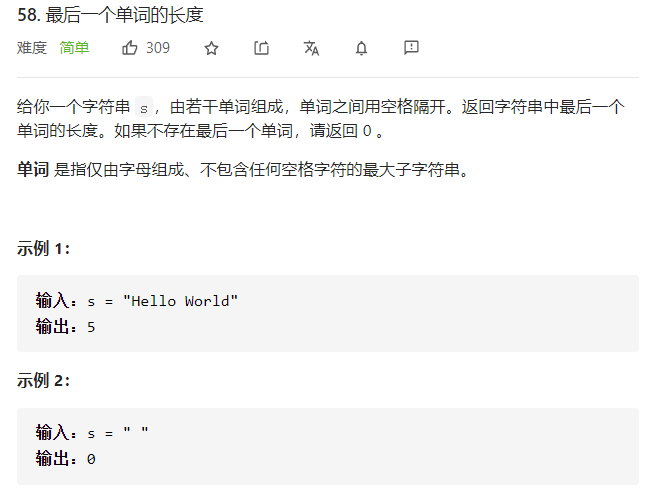 58. 最后一个单词的长度
难度 简单 309
给你一个字符串 s，由若干单词组成，单词之间用空格隔开。返回字符串中最后一个
单词的长度。如果不存在最后一个单词，请返回 0 。
单词 是指仅由字母组成、不包含任何空格字符的最大子字符串。
示例 1：
输入：s = "Hello World"
输出：5
示例 2：
输入：s = " "
输出：0